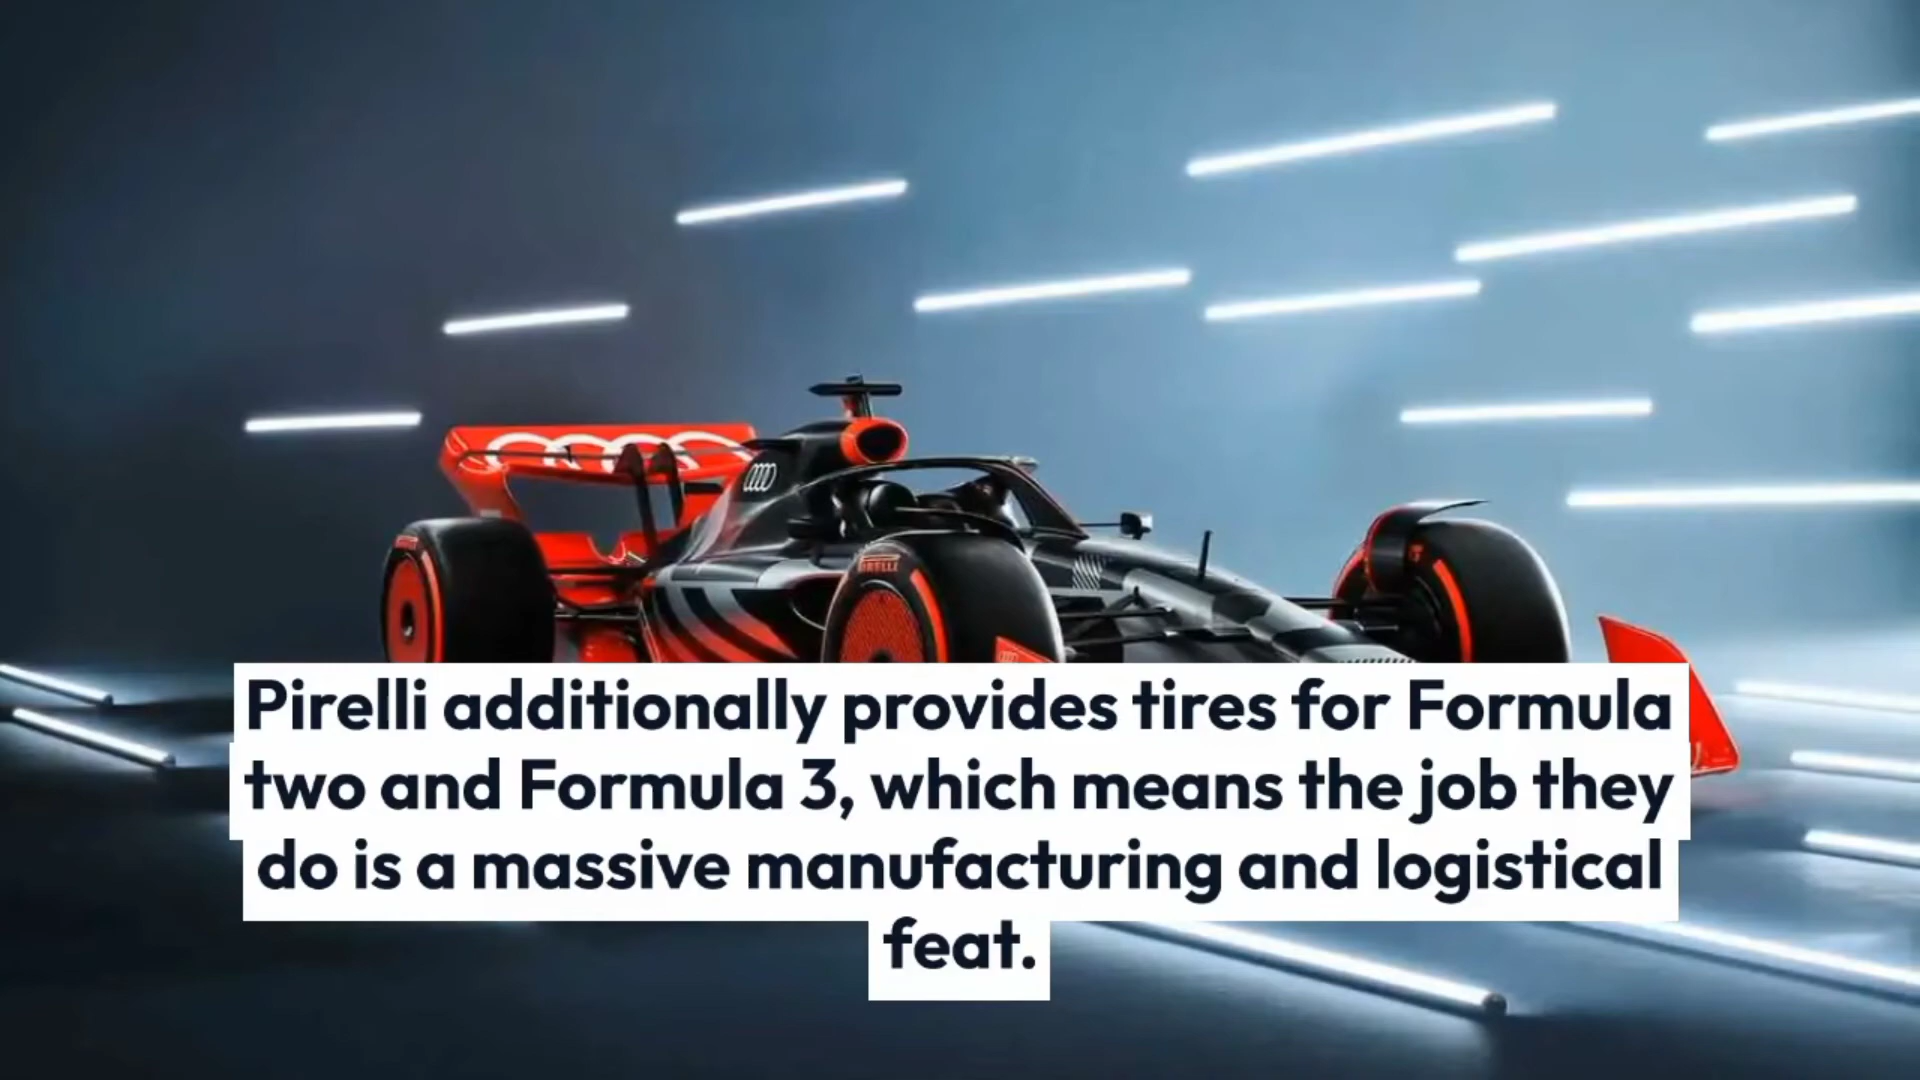 PIRELLI
Pirelli additionally provides tires for Formula
two and Formula 3, which means the job they
do is a massive manufacturing and logistical
feat.